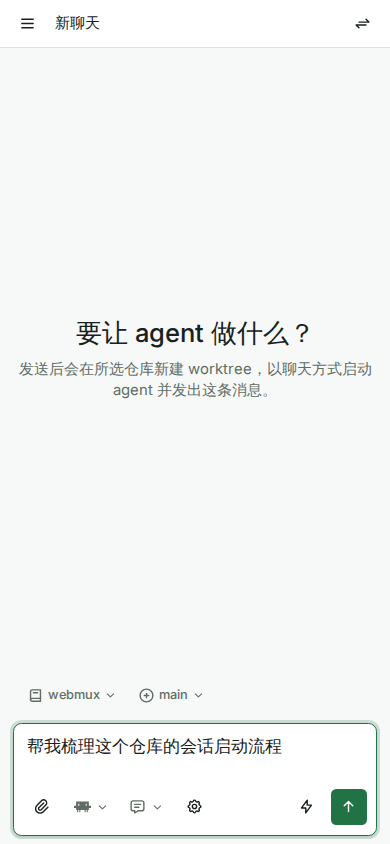 新聊天
要让 agent 做什么？
发送后会在所选仓库新建 worktree，以聊天方式启动
agent 并发出这条消息。
webmux main
帮我梳理这个仓库的会话启动流程